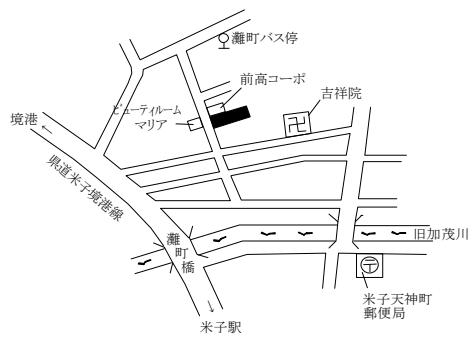 灘町バス停
前高コーポ
吉祥院
ビューティルーム
マリア
境港
←
県道米子境港線
卍
灘町橋
旧加茂川
〒
米子天神町
郵便局
↓
米子駅